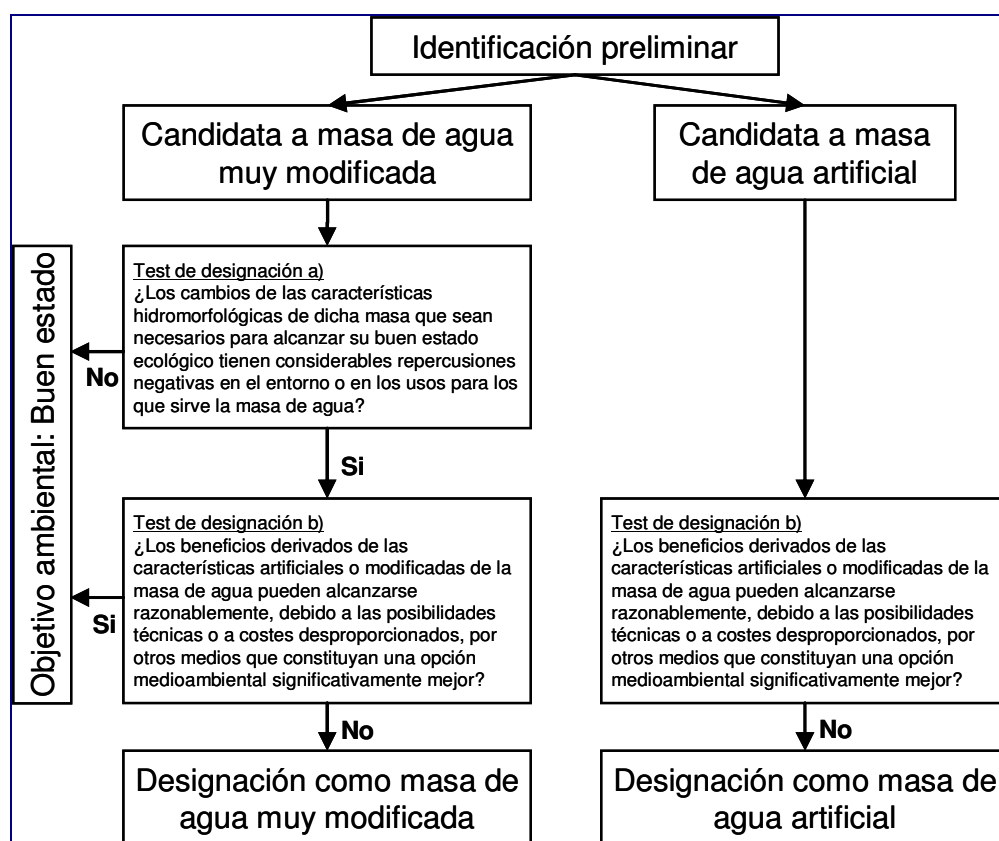 Identificación preliminar
Candidata a masa de agua
muy modificada
Candidata a masa
de agua artificial
Objetivo ambiental: Buen estado
Test de designación a)
¿Los cambios de las características
hidromorfológicas de dicha masa que sean
necesarios para alcanzar su buen estado
ecológico tienen considerables repercusiones
negativas en el entorno o en los usos para los
que sirve la masa de agua?
No
Si
Test de designación b)
¿Los beneficios derivados de las
características artificiales o modificadas de la
masa de agua pueden alcanzarse
razonablemente, debido a las posibilidades
técnicas o a costes desproporcionados, por
otros medios que constituyan una opción
medioambiental significativamente mejor?
Si
No
Designación como masa de
agua muy modificada
Test de designación b)
¿Los beneficios derivados de las
características artificiales o modificadas de la
masa de agua pueden alcanzarse
razonablemente, debido a las posibilidades
técnicas o a costes desproporcionados, por
otros medios que constituyan una opción
medioambiental significativamente mejor?
No
Designación como masa de
agua artificial